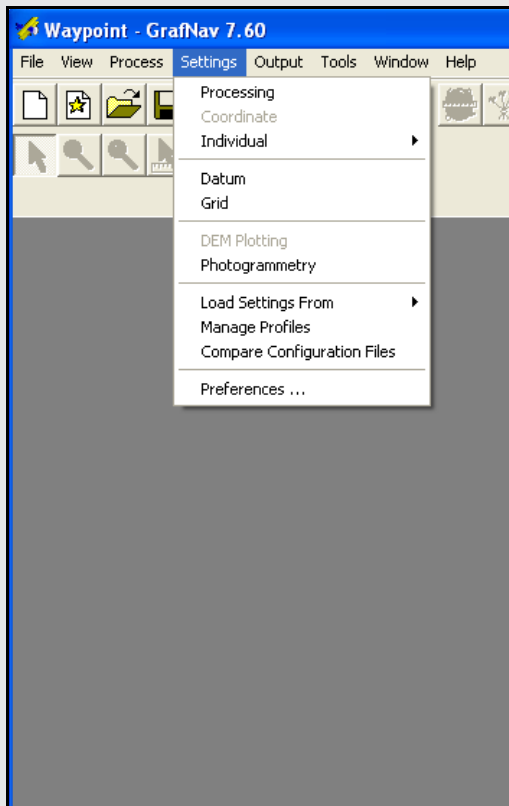 Waypoint - GrafNav 7.60
File View Process Settings Output Tools Window Help
Processing
Coordinate
Individual
Datum
Grid
DEM Plotting
Photogrammetry
Load Settings From
Manage Profiles
Compare Configuration Files
Preferences ...